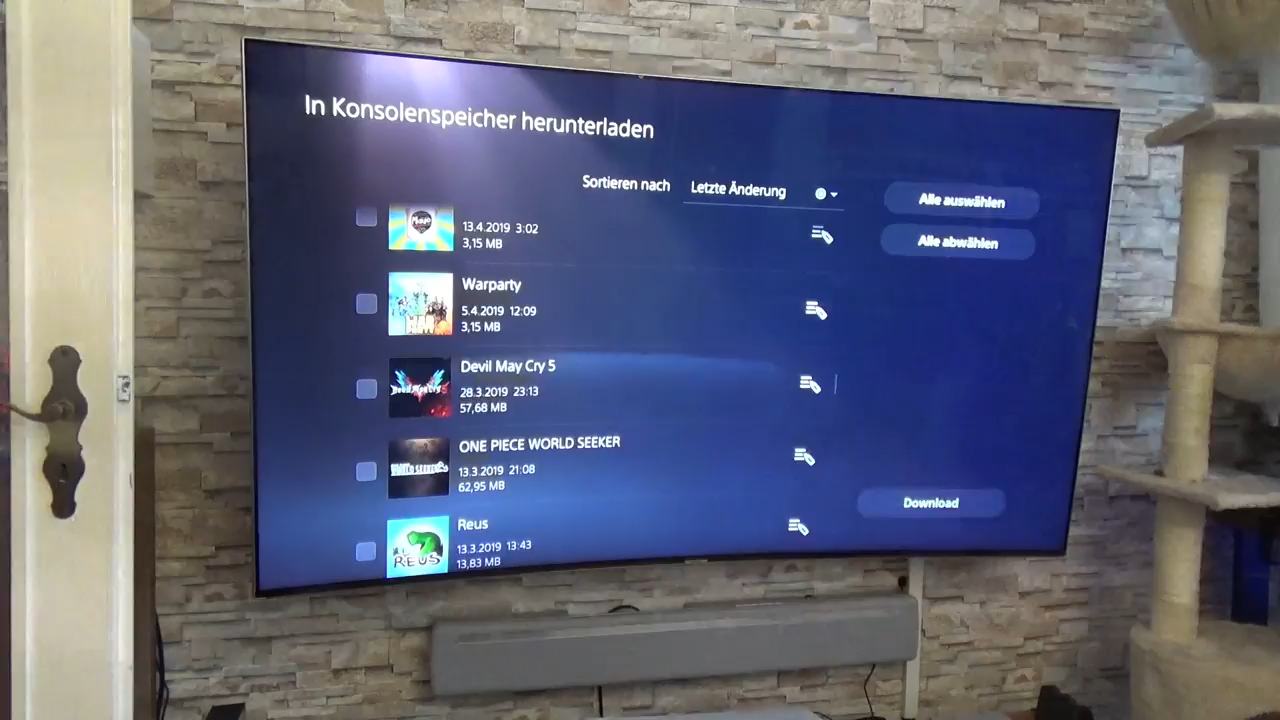 In Konsolenspeicher herunterladen
Sortieren nach
Letzte Änderung
Alle auswählen
Alle abwählen
13.4.2019 3:02
3,15 MB
Warparty
5.4.2019 12:09
3,15 MB
Devil May Cry 5
28.3.2019 23:13
57,68 MB
ONE PIECE WORLD SEEKER
13.3.2019 21:08
62,95 MB
Download
Reus
13.3.2019 13:43
13,83 MB
REUS